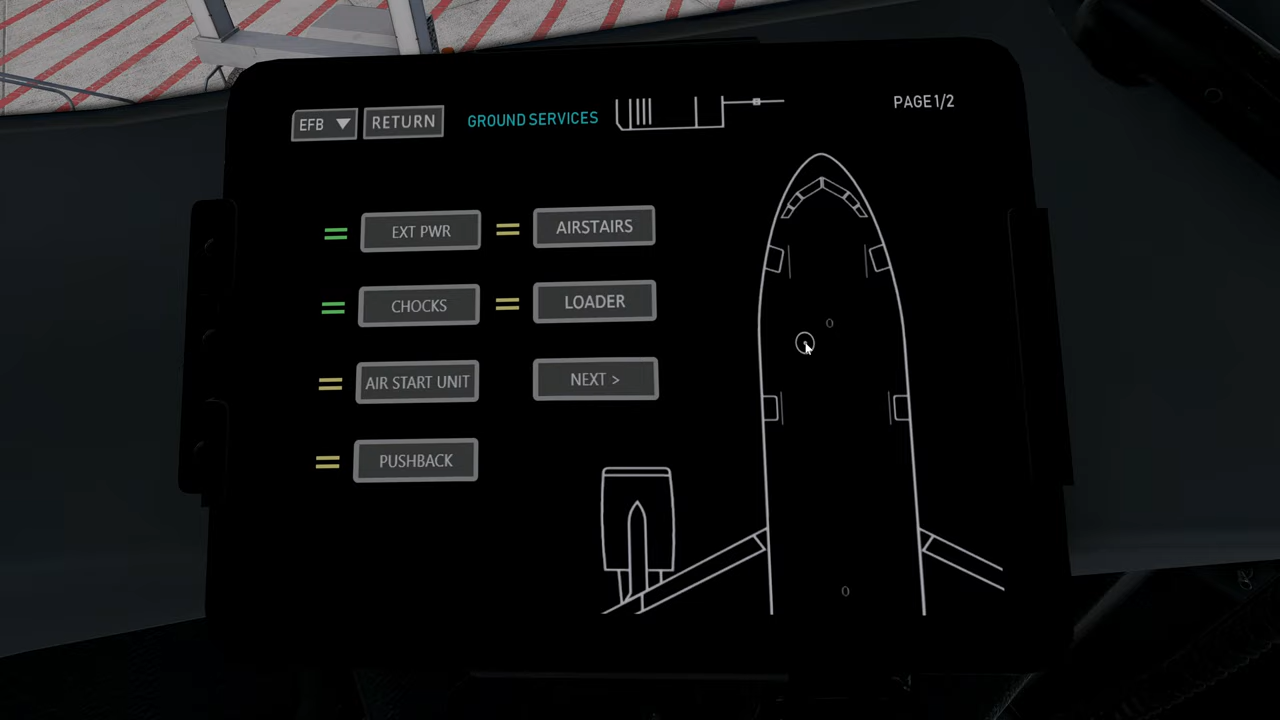 EFB RETURN GROUND SERVICES PAGE 1/2
EXT PWR AIRSTAIRS
CHOCKS LOADER
AIR START UNIT NEXT >
PUSHBACK